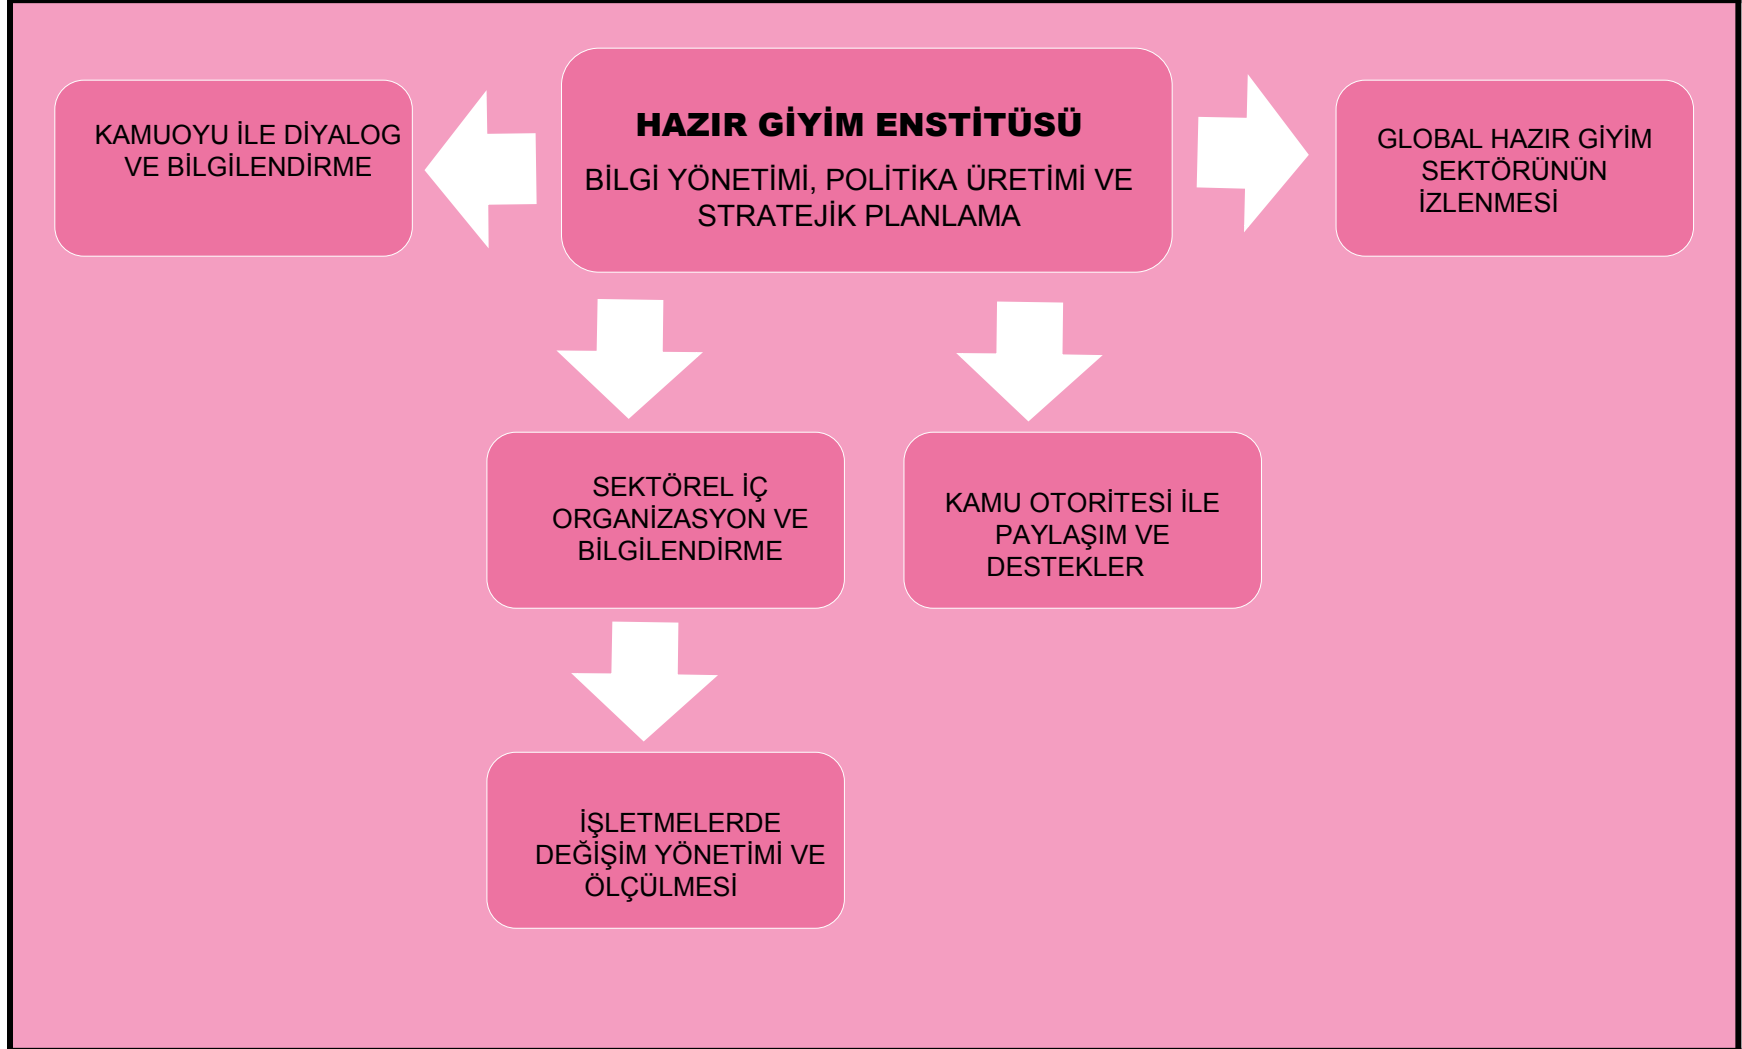 KAMUOYU İLE DİYALOG
VE BİLGİLENDİRME
HAZIR GİYİM ENSTİTÜSÜ
BİLGİ YÖNETİMİ, POLİTİKA ÜRETİMİ VE
STRATEJİK PLANLAMA
GLOBAL HAZIR GİYİM
SEKTÖRÜNÜN
İZLENMESİ
SEKTÖREL İÇ
ORGANİZASYON VE
BİLGİLENDİRME
KAMU OTORİTESİ İLE
PAYLAŞIM VE
DESTEKLER
İŞLETMELERDE
DEĞİŞİM YÖNETİMİ VE
ÖLÇÜLMESİ